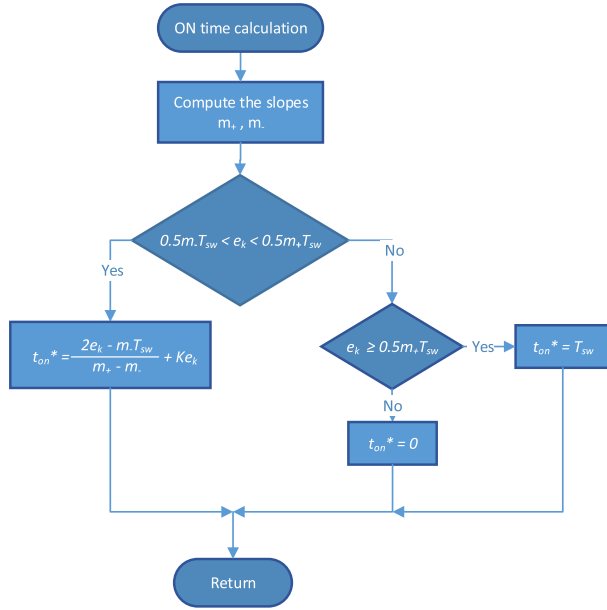 ON time calculation
Compute the slopes
m₊ , m₋
0.5m₋Tsw < ek < 0.5m₊Tsw
Yes
No
ton* = (2ek - m₋Tsw)/(m₊ - m₋) + Kek
ek ≥ 0.5m₊Tsw
Yes
ton* = Tsw
No
ton* = 0
Return